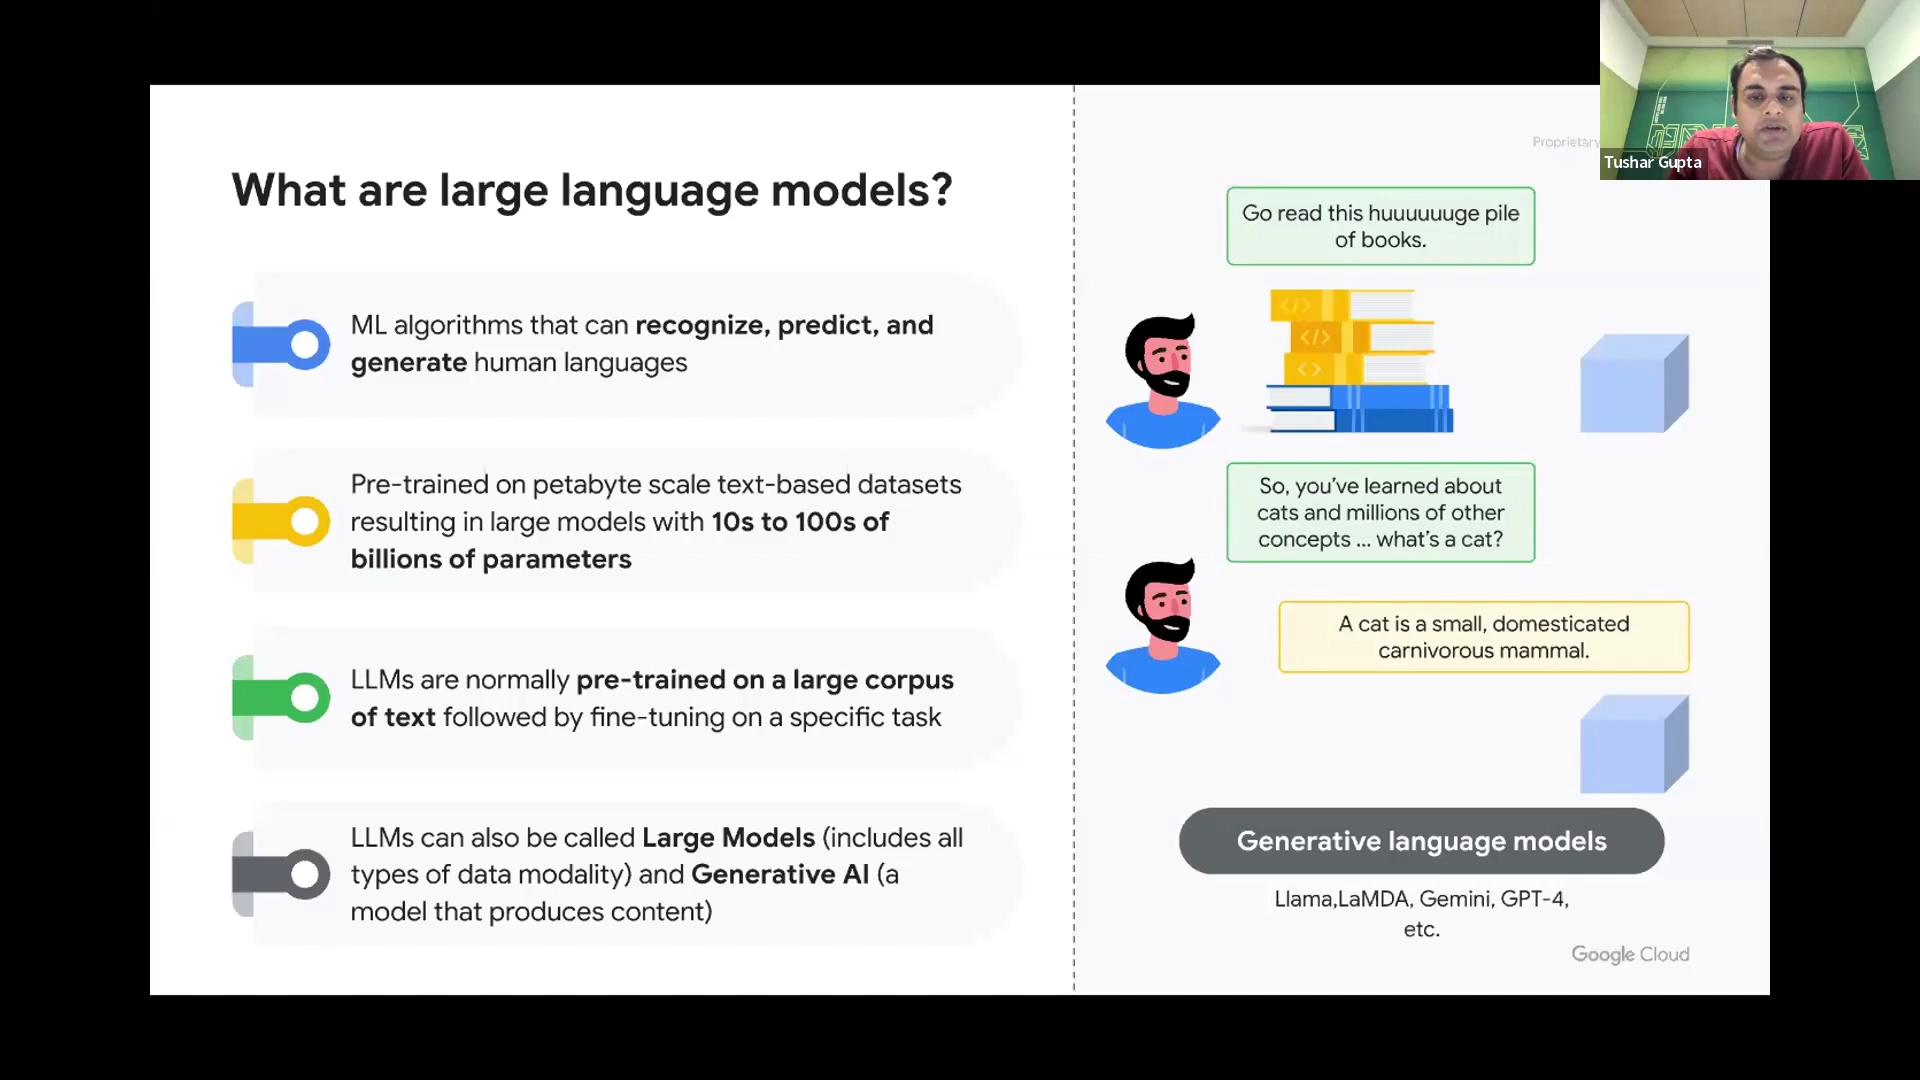 What are large language models?
ML algorithms that can recognize, predict, and
generate human languages
Pre-trained on petabyte scale text-based datasets
resulting in large models with 10s to 100s of
billions of parameters
LLMs are normally pre-trained on a large corpus
of text followed by fine-tuning on a specific task
LLMs can also be called Large Models (includes all
types of data modality) and Generative AI (a
model that produces content)
Proprietary
Tushar Gupta
Go read this huuuuuuge pile
of books.
</>
</>
<>
So, you’ve learned about
cats and millions of other
concepts ... what’s a cat?
A cat is a small, domesticated
carnivorous mammal.
Generative language models
Llama,LaMDA, Gemini, GPT-4,
etc.
Google Cloud